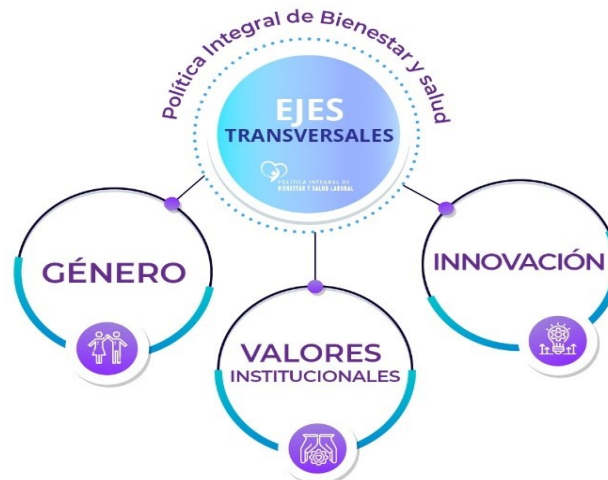 Política Integral de Bienestar y salud
EJES
TRANSVERSALES
POLÍTICA INTEGRAL DE
BIENESTAR Y SALUD LABORAL
GÉNERO
INNOVACIÓN
VALORES
INSTITUCIONALES